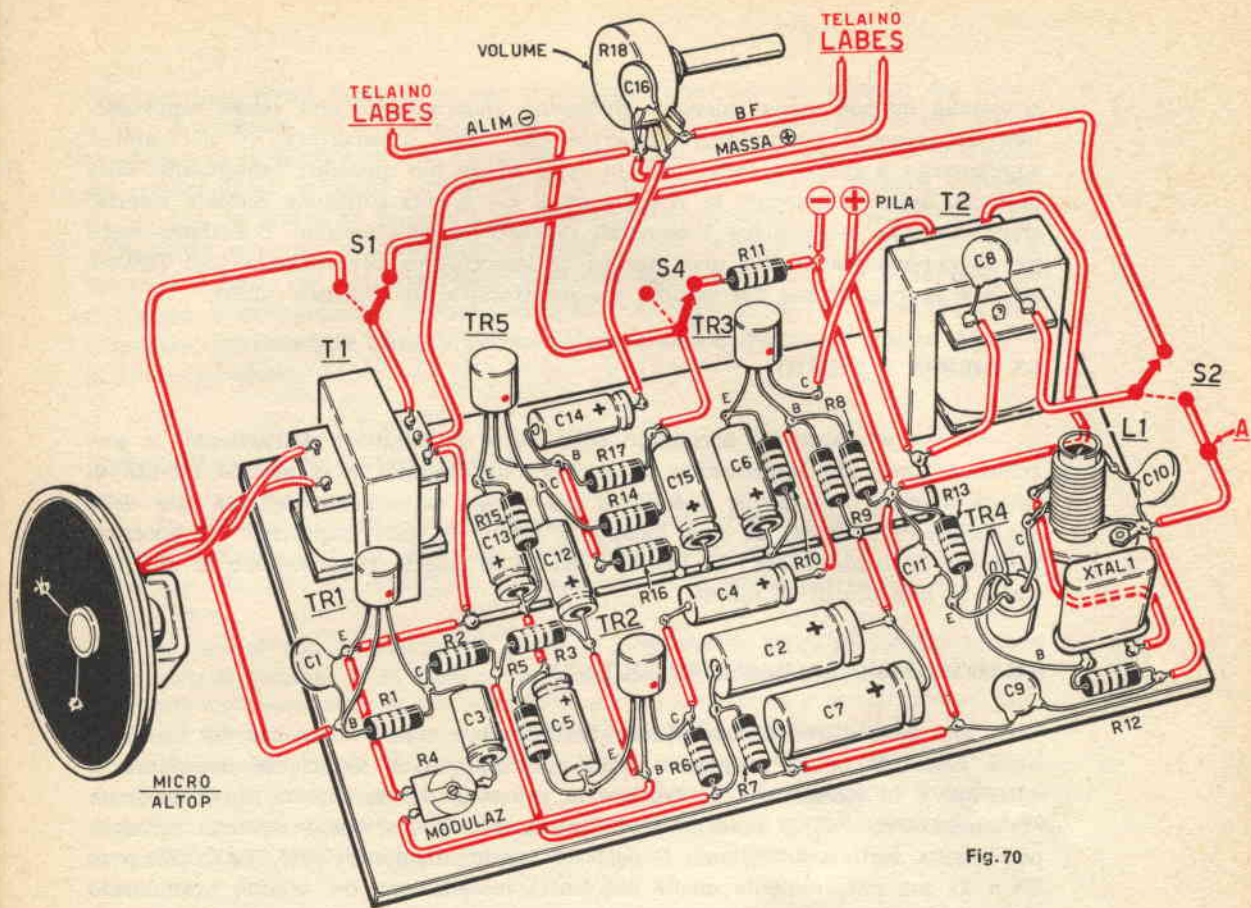 TELAINO
LABES
VOLUME
R18
C16
TELAINO
LABES
ALIM ⊖
BF
MASSA ⊕
⊖ ⊕ PILA
T2
C8
S1
S4
R11
TR5
TR3
T1
S2
L1
A
C10
C14
C
E
B
R8
R17
C15
C6
E
B
C
R14
R15
C13
C12
R16
R10
R9
R13
TR4
C11
C
XTAL1
E
B
TR1
TR2
C4
C2
C7
C9
R12
E
C1
R2
C
R5
R3
R1
B
C3
C5
E
B
C
R6
R7
R4
MODULAZ
MICRO
ALTOP
Fig. 70